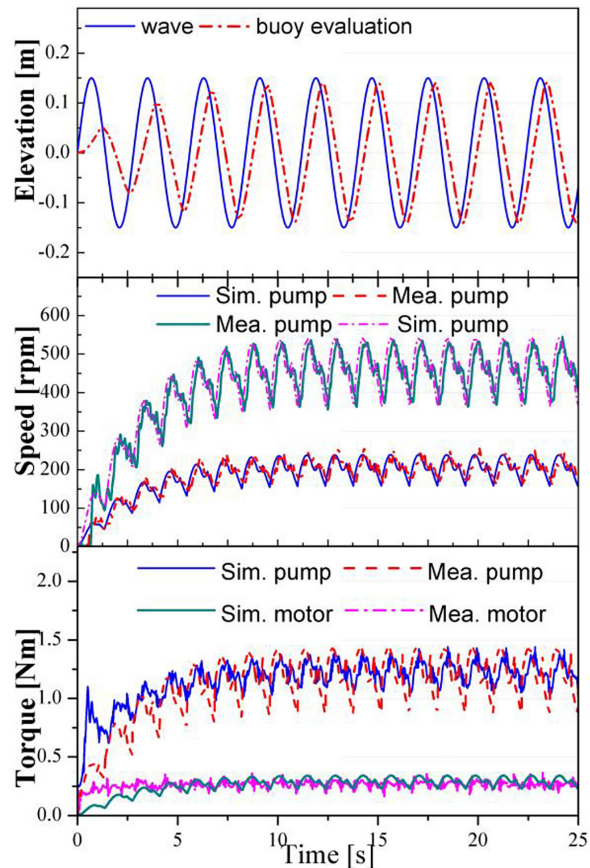 wave buoy evaluation
Elevation [m]
0.2
0.1
0.0
-0.1
-0.2
Sim. pump Mea. pump
Mea. pump Sim. pump
Speed [rpm]
600
500
400
300
200
100
0
Sim. pump Mea. pump
Sim. motor Mea. motor
Torque [Nm]
2.0
1.5
1.0
0.5
0.0
0 5 10 15 20 25
Time [s]